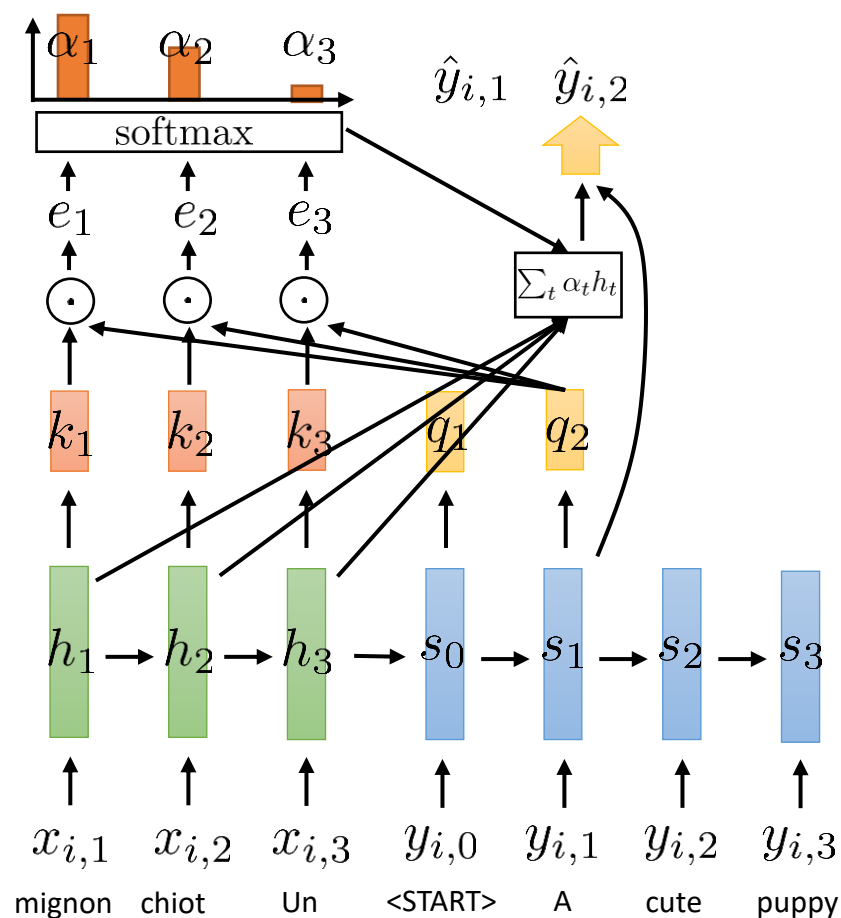 α₁ α₂ α₃
ŷᵢ,₁ ŷᵢ,₂
softmax
e₁ e₂ e₃
∑ₜ αₜhₜ
k₁ k₂ k₃ q₁ q₂
h₁ h₂ h₃ s₀ s₁ s₂ s₃
xᵢ,₁ xᵢ,₂ xᵢ,₃ yᵢ,₀ yᵢ,₁ yᵢ,₂ yᵢ,₃
mignon chiot Un <START> A cute puppy